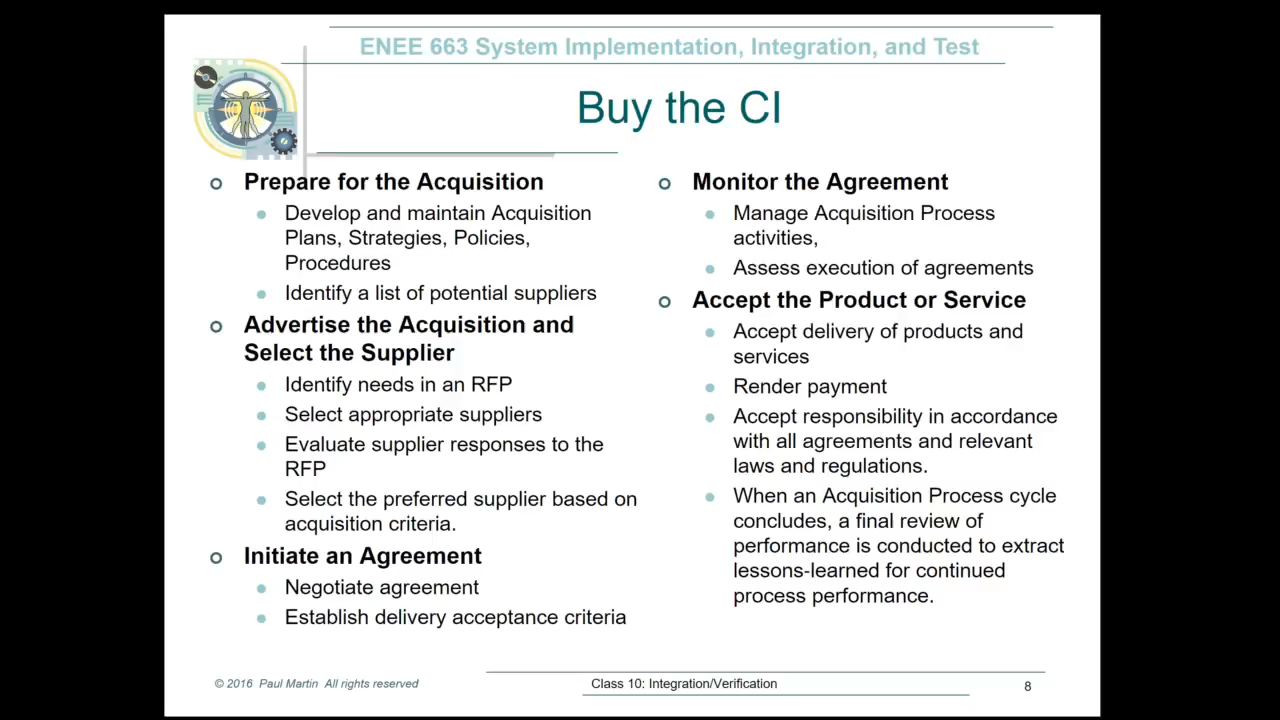 ENEE 663 System Implementation, Integration, and Test
Buy the CI
Prepare for the Acquisition
Develop and maintain Acquisition
Plans, Strategies, Policies,
Procedures
Identify a list of potential suppliers
Advertise the Acquisition and
Select the Supplier
Identify needs in an RFP
Select appropriate suppliers
Evaluate supplier responses to the
RFP
Select the preferred supplier based on
acquisition criteria.
Initiate an Agreement
Negotiate agreement
Establish delivery acceptance criteria
Monitor the Agreement
Manage Acquisition Process
activities,
Assess execution of agreements
Accept the Product or Service
Accept delivery of products and
services
Render payment
Accept responsibility in accordance
with all agreements and relevant
laws and regulations.
When an Acquisition Process cycle
concludes, a final review of
performance is conducted to extract
lessons-learned for continued
process performance.
© 2016 Paul Martin All rights reserved
Class 10: Integration/Verification
8